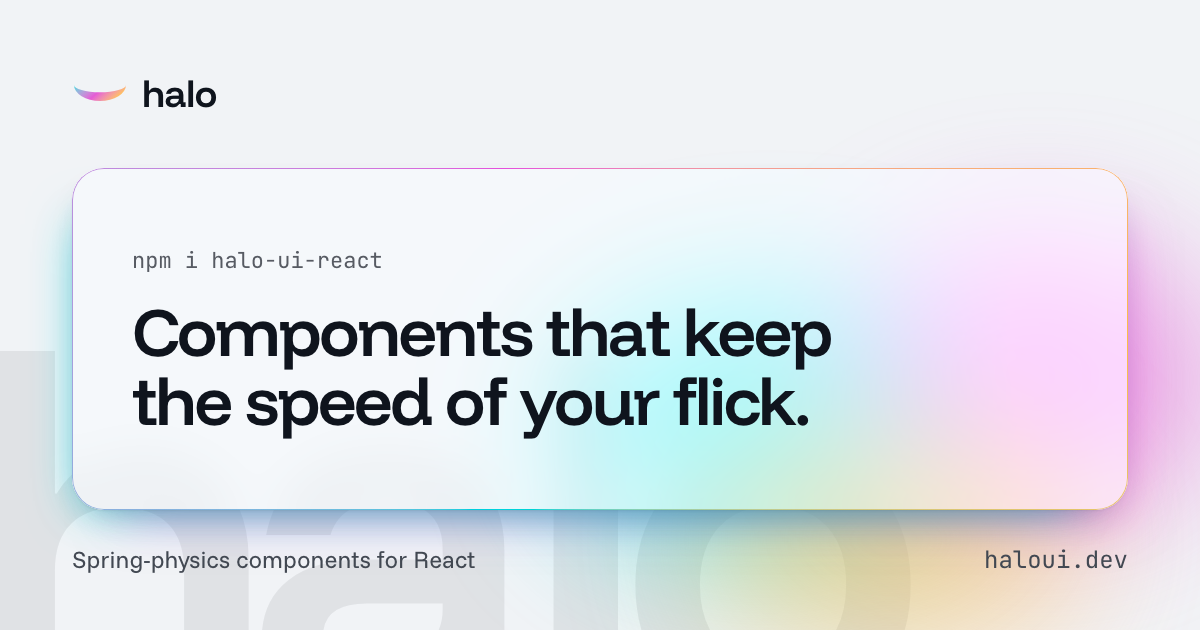 halo
npm i halo-ui-react
Components that keep
the speed of your flick.
Spring-physics components for React
haloui.dev
halo